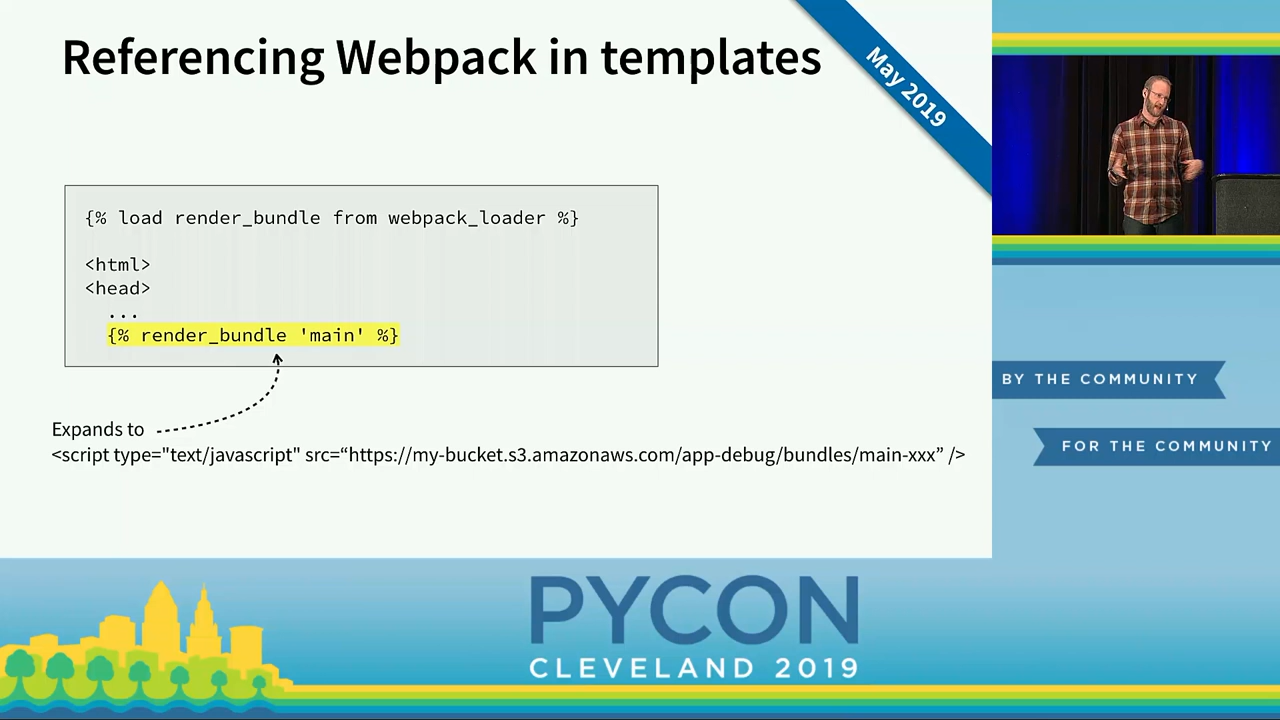 Referencing Webpack in templates
May 2019
{% load render_bundle from webpack_loader %}
<html>
<head>
...
{% render_bundle 'main' %}
Expands to
<script type="text/javascript" src=“https://my-bucket.s3.amazonaws.com/app-debug/bundles/main-xxx” />
BY THE COMMUNITY
FOR THE COMMUNITY
PYCON
CLEVELAND 2019